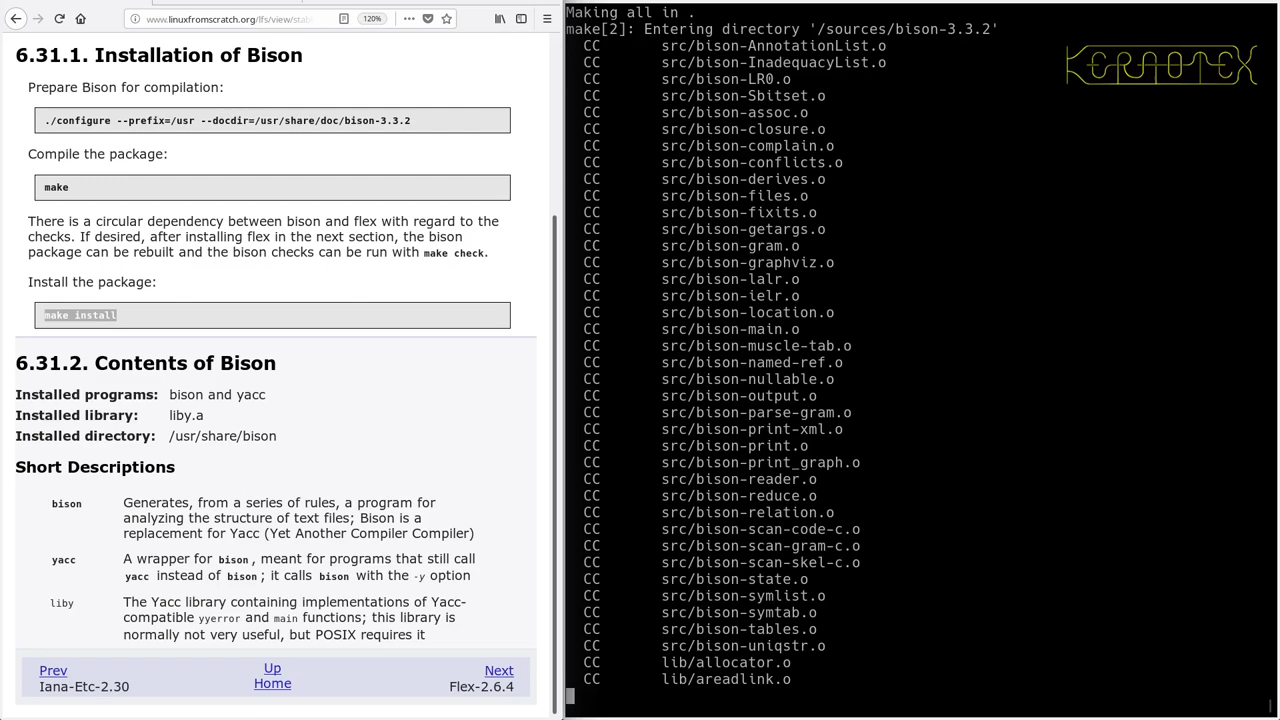 www.linuxfromscratch.org/lfs/view/stab
120%
6.31.1. Installation of Bison
Prepare Bison for compilation:
./configure --prefix=/usr --docdir=/usr/share/doc/bison-3.3.2
Compile the package:
make
There is a circular dependency between bison and flex with regard to the
checks. If desired, after installing flex in the next section, the bison
package can be rebuilt and the bison checks can be run with make check.
Install the package:
make install
6.31.2. Contents of Bison
Installed programs: bison and yacc
Installed library: liby.a
Installed directory: /usr/share/bison
Short Descriptions
bison Generates, from a series of rules, a program for
analyzing the structure of text files; Bison is a
replacement for Yacc (Yet Another Compiler Compiler)
yacc A wrapper for bison, meant for programs that still call
yacc instead of bison; it calls bison with the -y option
liby The Yacc library containing implementations of Yacc-
compatible yyerror and main functions; this library is
normally not very useful, but POSIX requires it
Prev Up Next
Iana-Etc-2.30 Home Flex-2.6.4
Making all in .
make[2]: Entering directory '/sources/bison-3.3.2'
CC src/bison-AnnotationList.o
CC src/bison-InadequacyList.o
CC src/bison-LR0.o
CC src/bison-Sbitset.o
CC src/bison-assoc.o
CC src/bison-closure.o
CC src/bison-complain.o
CC src/bison-conflicts.o
CC src/bison-derives.o
CC src/bison-files.o
CC src/bison-fixits.o
CC src/bison-getargs.o
CC src/bison-gram.o
CC src/bison-graphviz.o
CC src/bison-lalr.o
CC src/bison-ielr.o
CC src/bison-location.o
CC src/bison-main.o
CC src/bison-muscle-tab.o
CC src/bison-named-ref.o
CC src/bison-nullable.o
CC src/bison-output.o
CC src/bison-parse-gram.o
CC src/bison-print-xml.o
CC src/bison-print.o
CC src/bison-print_graph.o
CC src/bison-reader.o
CC src/bison-reduce.o
CC src/bison-relation.o
CC src/bison-scan-code-c.o
CC src/bison-scan-gram-c.o
CC src/bison-scan-skel-c.o
CC src/bison-state.o
CC src/bison-symlist.o
CC src/bison-symtab.o
CC src/bison-tables.o
CC src/bison-uniqstr.o
CC lib/allocator.o
CC lib/areadlink.o